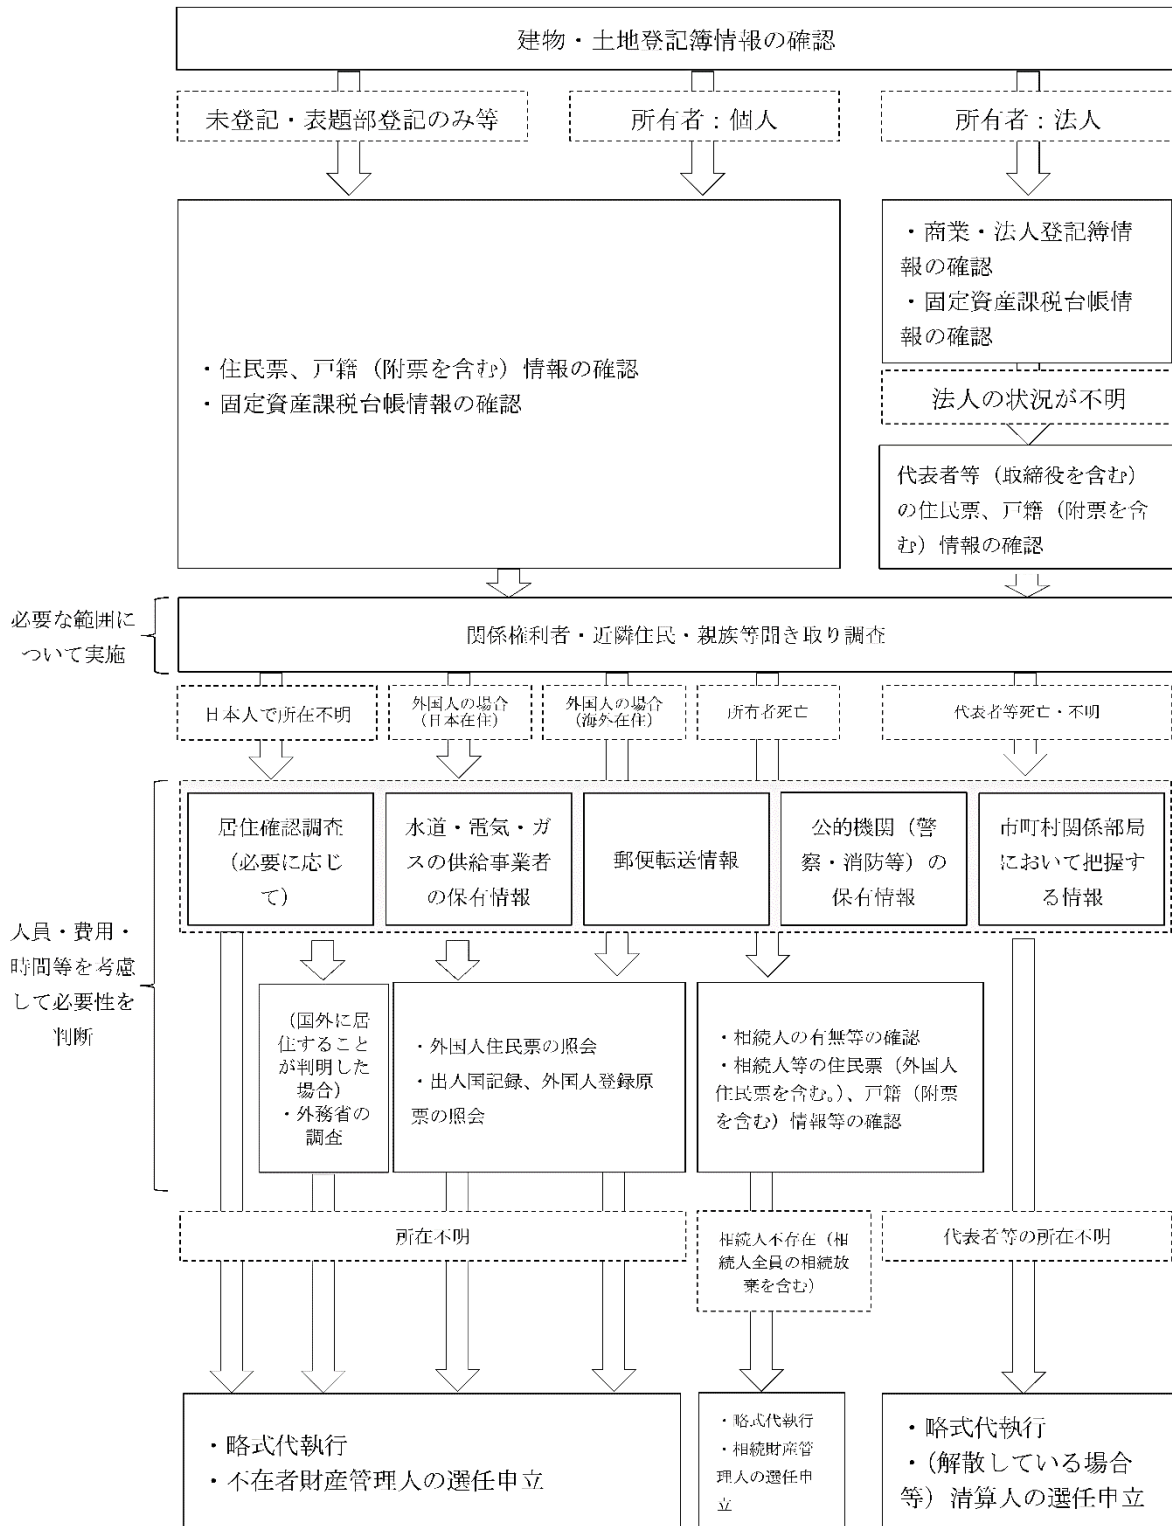 建物・土地登記簿情報の確認
未登記・表題部登記のみ等
所有者：個人
所有者：法人
・住民票、戸籍（附票を含む）情報の確認
・固定資産課税台帳情報の確認
・商業・法人登記簿情
報の確認
・固定資産課税台帳情
報の確認
法人の状況が不明
代表者等（取締役を含む）
の住民票、戸籍（附票を含
む）情報の確認
必要な範囲に
ついて実施
関係権利者・近隣住民・親族等聞き取り調査
日本人で所在不明
外国人の場合
（日本在住）
外国人の場合
（海外在住）
所有者死亡
代表者等死亡・不明
人員・費用・
時間等を考慮
して必要性を
判断
居住確認調査
（必要に応じ
て）
水道・電気・ガ
スの供給事業者
の保有情報
郵便転送情報
公的機関（警
察・消防等）の
保有情報
市町村関係部局
において把握す
る情報
（国外に居
住すること
が判明した
場合）
・外務省の
調査
・外国人住民票の照会
・出入国記録、外国人登録原
票の照会
・相続人の有無等の確認
・相続人等の住民票（外国人
住民票を含む。）、戸籍（附票
を含む）情報等の確認
所在不明
相続人不存在（相
続人全員の相続放
棄を含む）
代表者等の所在不明
・略式代執行
・不在者財産管理人の選任申立
・略式代執行
・相続財産管
理人の選任申
立
・略式代執行
・（解散している場合
等）清算人の選任申立